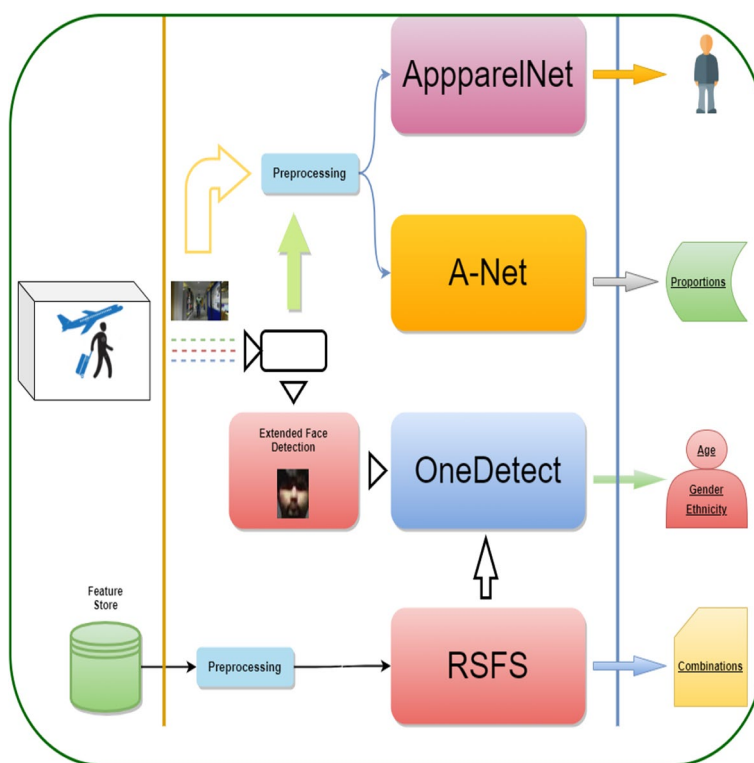 AppparelNet
Preprocessing
A-Net
Proportions
Extended Face
Detection
OneDetect
Age
Gender
Ethnicity
Feature
Store
Preprocessing
RSFS
Combinations